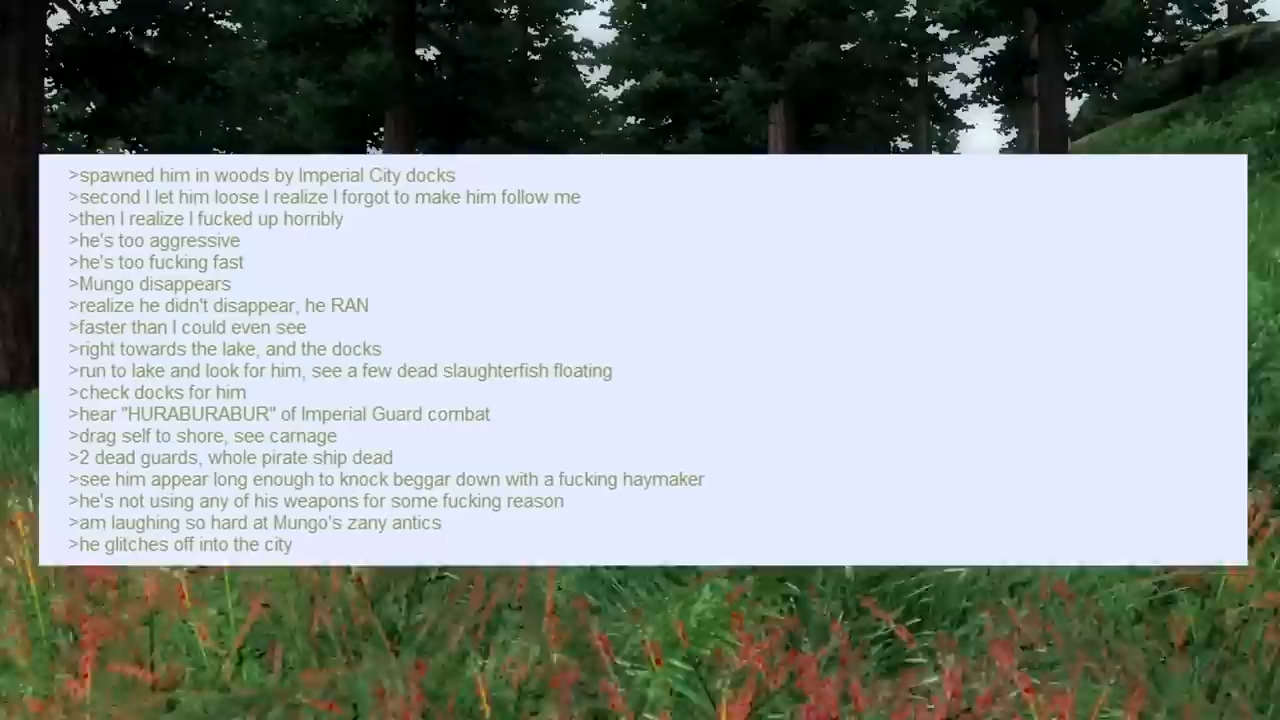 >spawned him in woods by Imperial City docks
>second I let him loose I realize I forgot to make him follow me
>then I realize I fucked up horribly
>he's too aggressive
>he's too fucking fast
>Mungo disappears
>realize he didn't disappear, he RAN
>faster than I could even see
>right towards the lake, and the docks
>run to lake and look for him, see a few dead slaughterfish floating
>check docks for him
>hear "HURABURABUR" of Imperial Guard combat
>drag self to shore, see carnage
>2 dead guards, whole pirate ship dead
>see him appear long enough to knock beggar down with a fucking haymaker
>he's not using any of his weapons for some fucking reason
>am laughing so hard at Mungo's zany antics
>he glitches off into the city